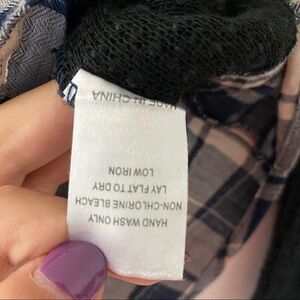 HAND WASH ONLY
NON-CHLORINE BLEACH
LAY FLAT TO DRY
LOW IRON
MADE IN CHINA